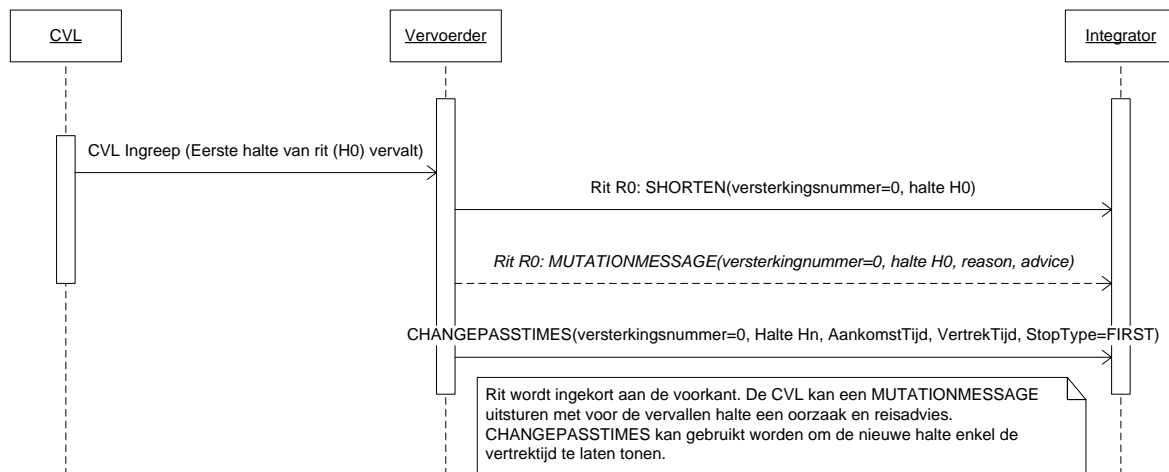 CVL
Vervoerder
Integrator
CVL Ingreep (Eerste halte van rit (H0) vervalt)
Rit R0: SHORTEN(versterkingsnummer=0, halte H0)
Rit R0: MUTATIONMESSAGE(versterkingnummer=0, halte H0, reason, advice)
CHANGEPASSTIMES(versterkingsnummer=0, Halte Hn, AankomstTijd, VertrekTijd, StopType=FIRST)
Rit wordt ingekort aan de voorkant. De CVL kan een MUTATIONMESSAGE
uitsturen met voor de vervallen halte een oorzaak en reisadvies.
CHANGEPASSTIMES kan gebruikt worden om de nieuwe halte enkel de
vertrektijd te laten tonen.